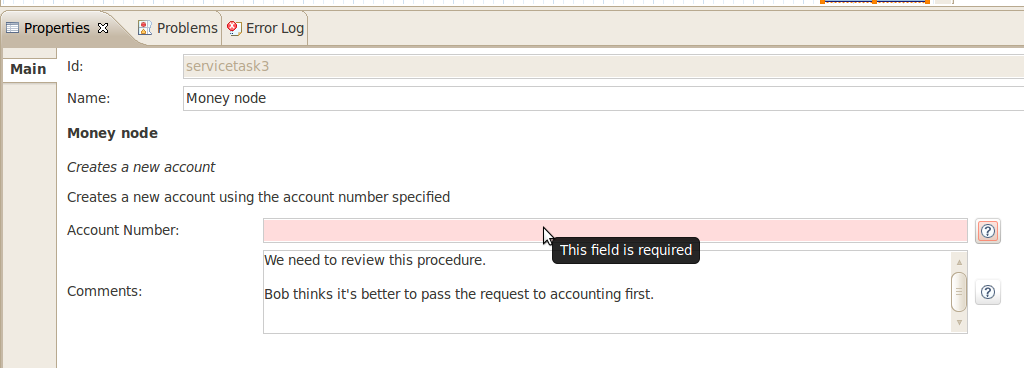 Properties Problems Error Log
Main
Id: servicetask3
Name: Money node
Money node
Creates a new account
Creates a new account using the account number specified
Account Number:
This field is required
We need to review this procedure.
Comments:
Bob thinks it's better to pass the request to accounting first.